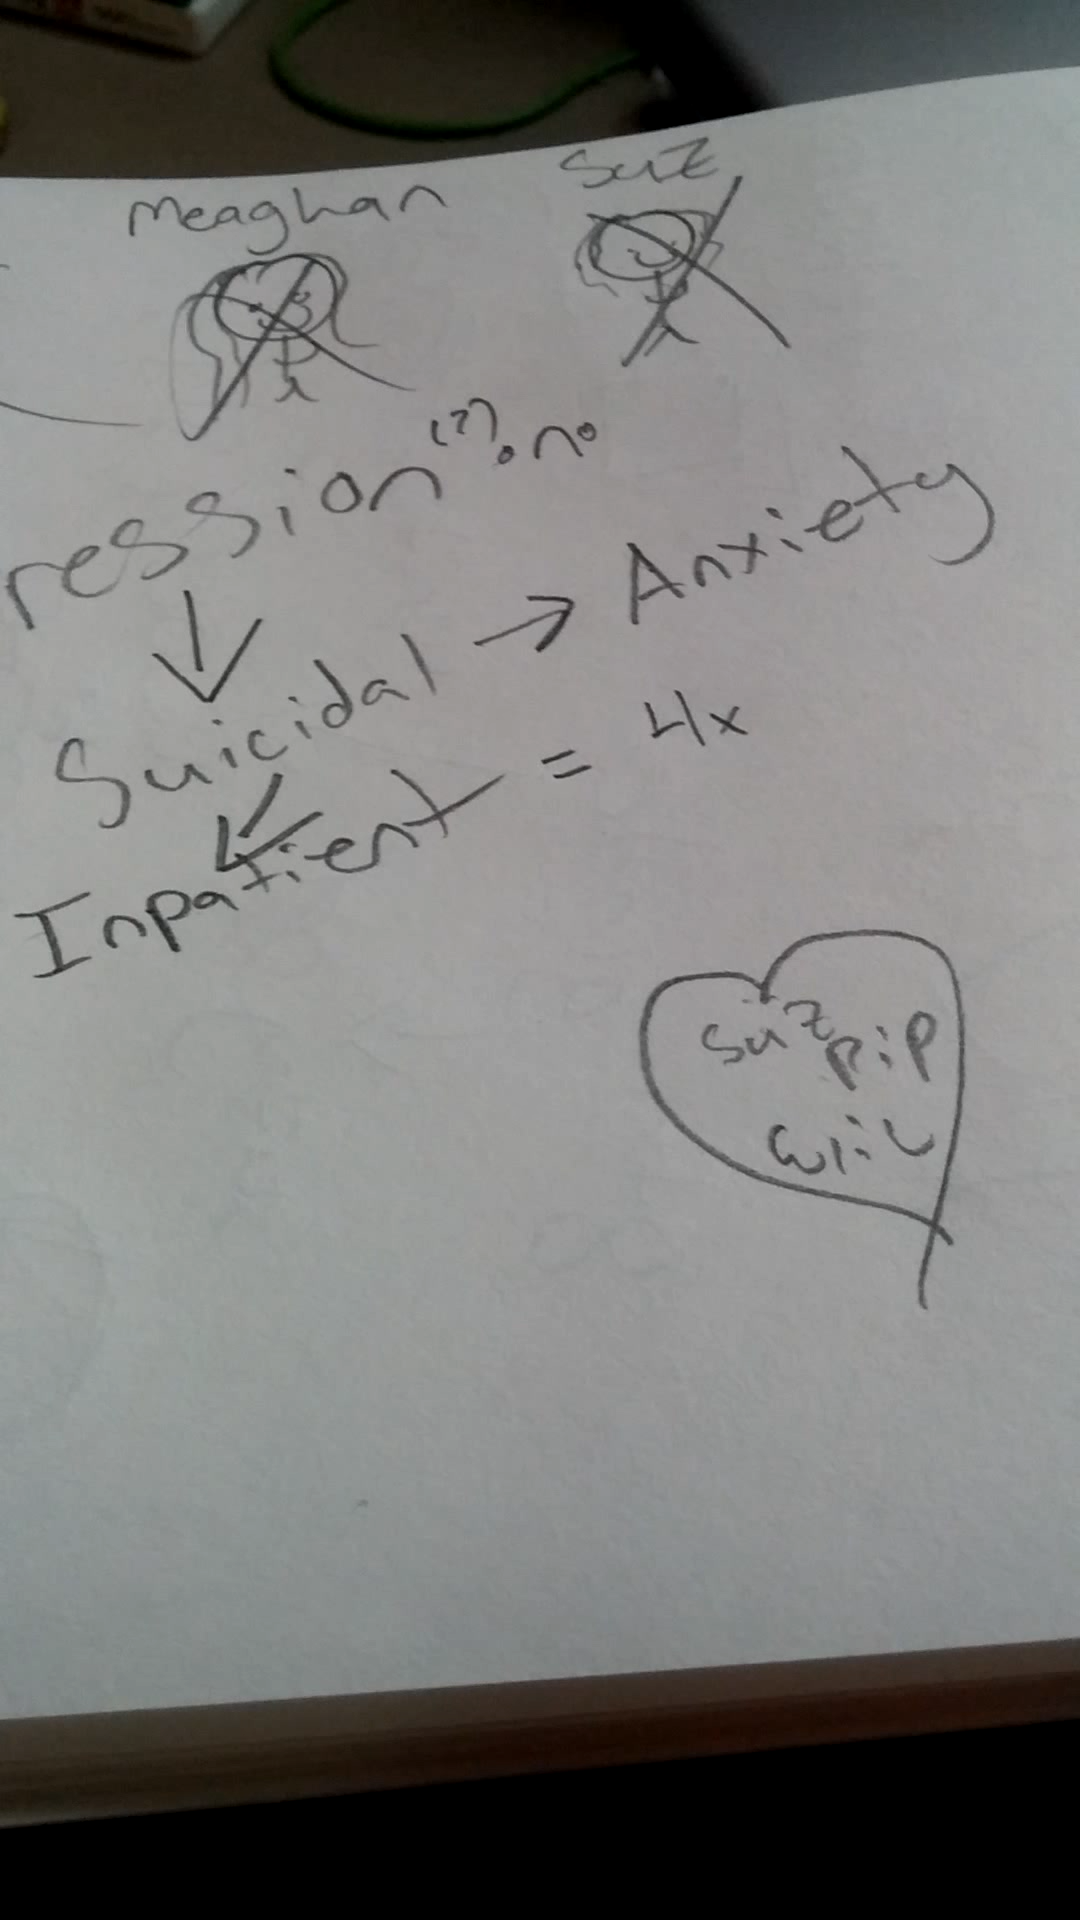 Meaghan Suz
ression(?).no
Suicidal → Anxiety
Inpatient = 4x
Suz pip